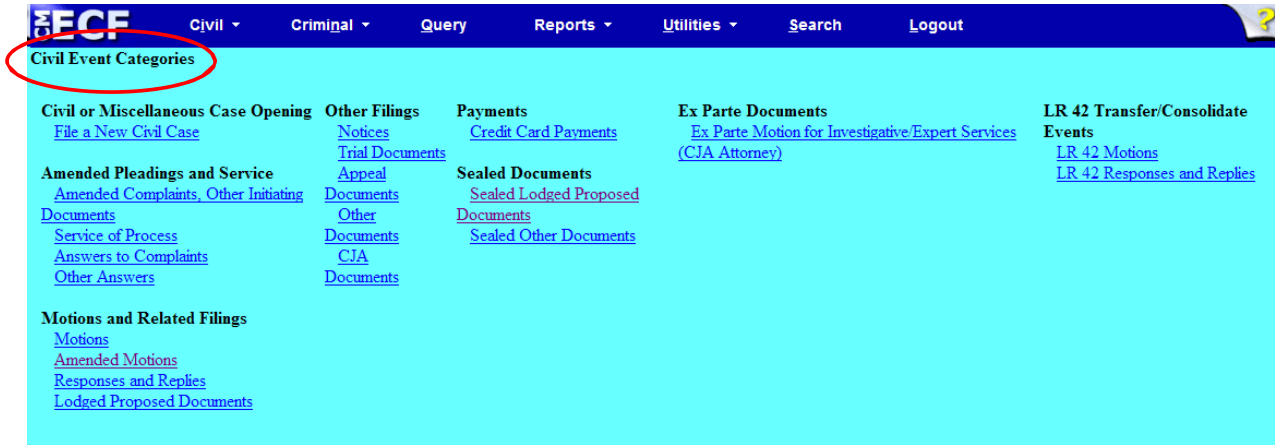 CM ECF Civil Criminal Query Reports Utilities Search Logout ?
Civil Event Categories
Civil or Miscellaneous Case Opening
File a New Civil Case
Amended Pleadings and Service
Amended Complaints, Other Initiating
Documents
Service of Process
Answers to Complaints
Other Answers
Motions and Related Filings
Motions
Amended Motions
Responses and Replies
Lodged Proposed Documents
Other Filings
Notices
Trial Documents
Appeal
Documents
Other
Documents
CJA
Documents
Payments
Credit Card Payments
Sealed Documents
Sealed Lodged Proposed
Documents
Sealed Other Documents
Ex Parte Documents
Ex Parte Motion for Investigative/Expert Services
(CJA Attorney)
LR 42 Transfer/Consolidate
Events
LR 42 Motions
LR 42 Responses and Replies